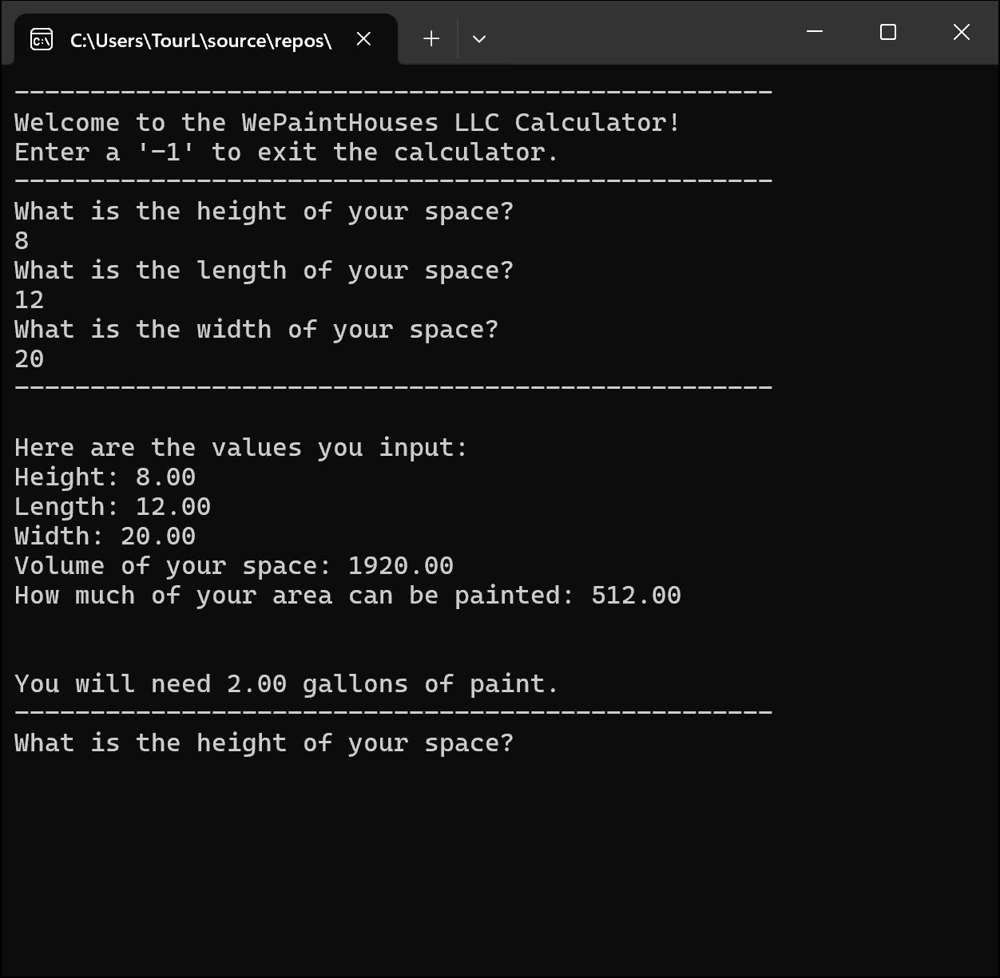 C:\Users\TourL\source\repos\
--------------------------------------------------
Welcome to the WePaintHouses LLC Calculator!
Enter a '-1' to exit the calculator.
--------------------------------------------------
What is the height of your space?
8
What is the length of your space?
12
What is the width of your space?
20
--------------------------------------------------
Here are the values you input:
Height: 8.00
Length: 12.00
Width: 20.00
Volume of your space: 1920.00
How much of your area can be painted: 512.00
You will need 2.00 gallons of paint.
--------------------------------------------------
What is the height of your space?